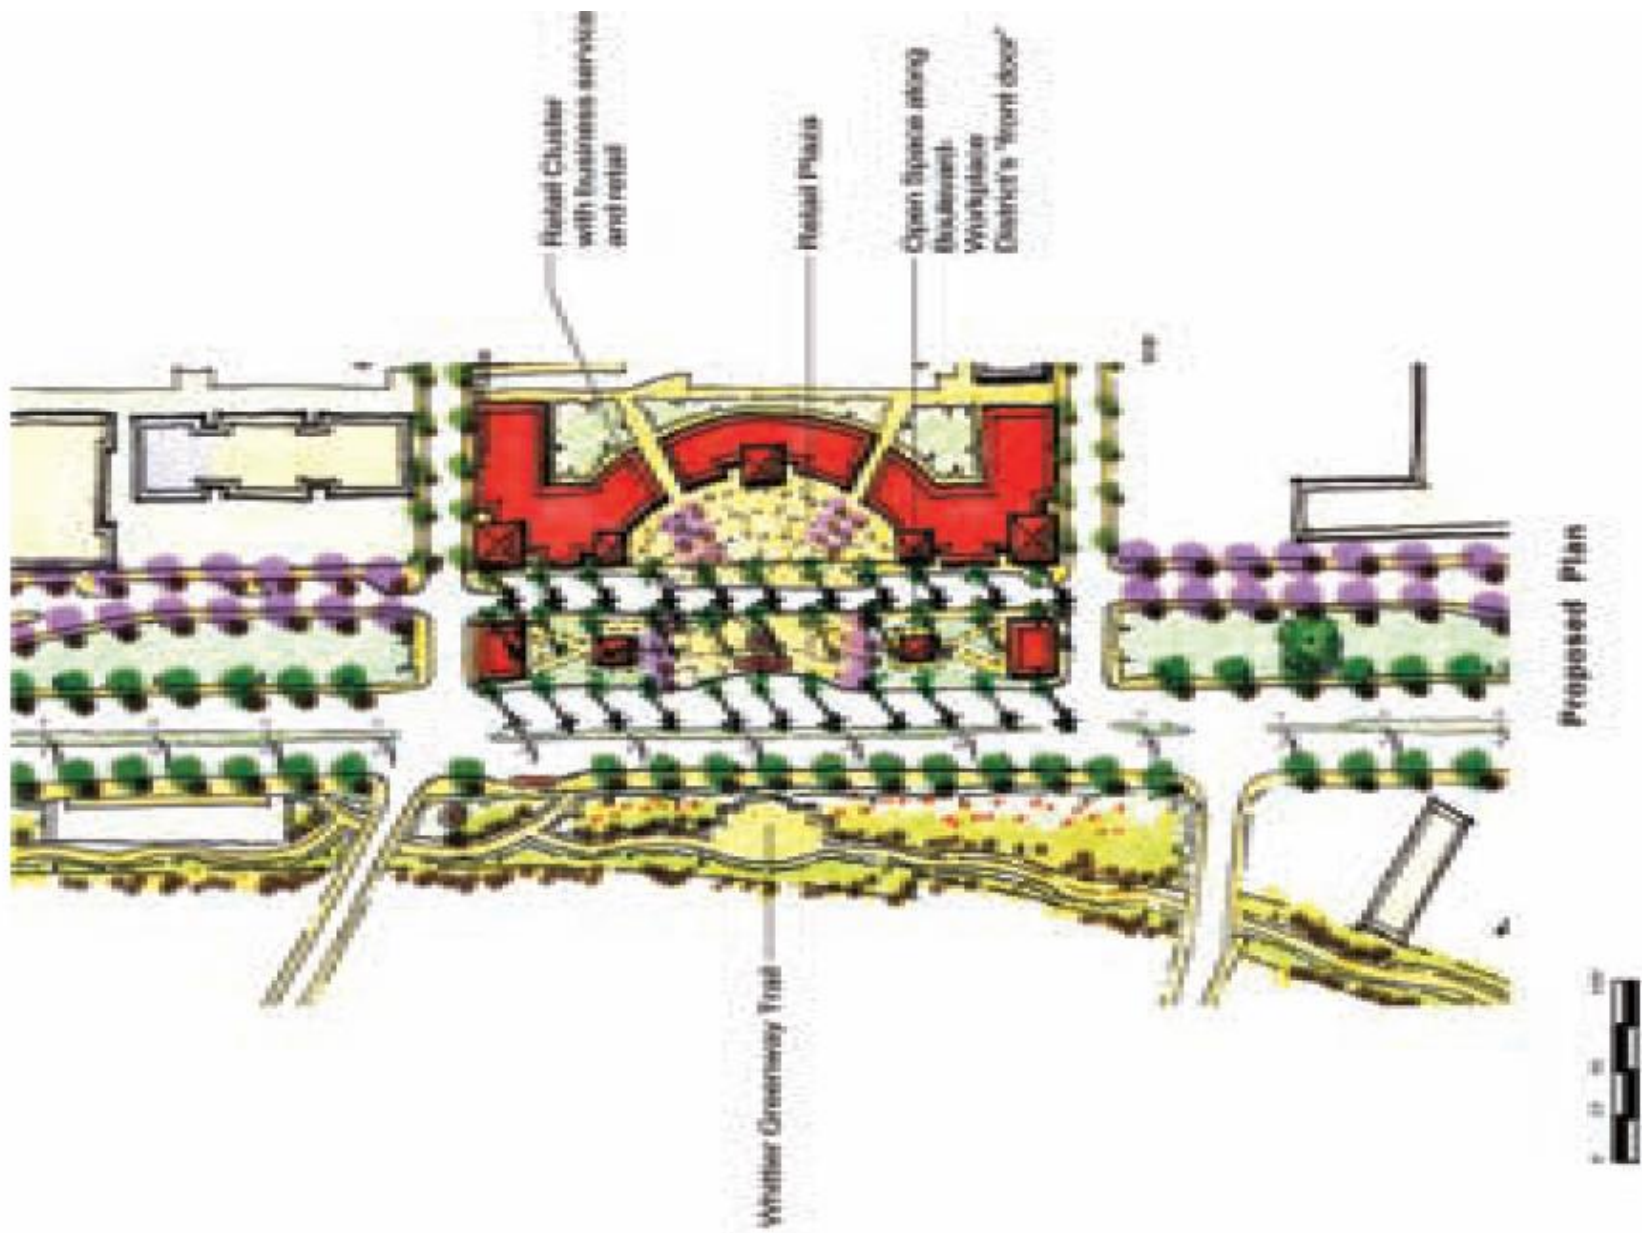 Retail Cluster
with business service
and retail
Retail Plaza
Open Space along
Boulevard-
Workplace
District's "front door"
Whittier Greenway Trail
Proposed Plan